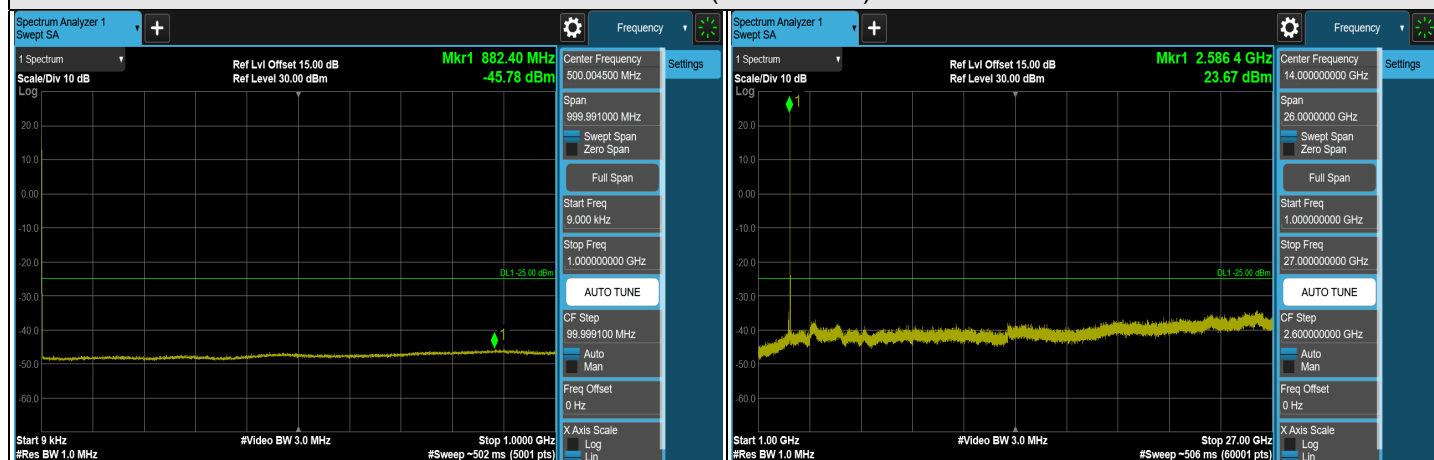 Spectrum Analyzer 1
Swept SA
+
Frequency
1 Spectrum
Scale/Div 10 dB
Log
Ref Lvl Offset 15.00 dB
Ref Level 30.00 dBm
Mkr1 882.40 MHz
-45.78 dBm
20.0
10.0
0.00
-10.0
-20.0
-30.0
-40.0
-50.0
-60.0
DL1 -25.00 dBm
1
Start 9 kHz
#Res BW 1.0 MHz
#Video BW 3.0 MHz
Stop 1.0000 GHz
#Sweep ~502 ms (5001 pts)
Center Frequency
500.004500 MHz
Span
999.991000 MHz
Swept Span
Zero Span
Full Span
Start Freq
9.000 kHz
Stop Freq
1.000000000 GHz
AUTO TUNE
CF Step
99.999100 MHz
Auto
Man
Freq Offset
0 Hz
X Axis Scale
Log
Lin
Settings
Spectrum Analyzer 1
Swept SA
+
Frequency
1 Spectrum
Scale/Div 10 dB
Log
Ref Lvl Offset 15.00 dB
Ref Level 30.00 dBm
Mkr1 2.586 4 GHz
23.67 dBm
1
20.0
10.0
0.00
-10.0
-20.0
-30.0
-40.0
-50.0
-60.0
DL1 -25.00 dBm
Start 1.00 GHz
#Res BW 1.0 MHz
#Video BW 3.0 MHz
Stop 27.00 GHz
#Sweep ~506 ms (60001 pts)
Center Frequency
14.000000000 GHz
Span
26.0000000 GHz
Swept Span
Zero Span
Full Span
Start Freq
1.000000000 GHz
Stop Freq
27.000000000 GHz
AUTO TUNE
CF Step
2.600000000 GHz
Auto
Man
Freq Offset
0 Hz
X Axis Scale
Log
Lin
Settings